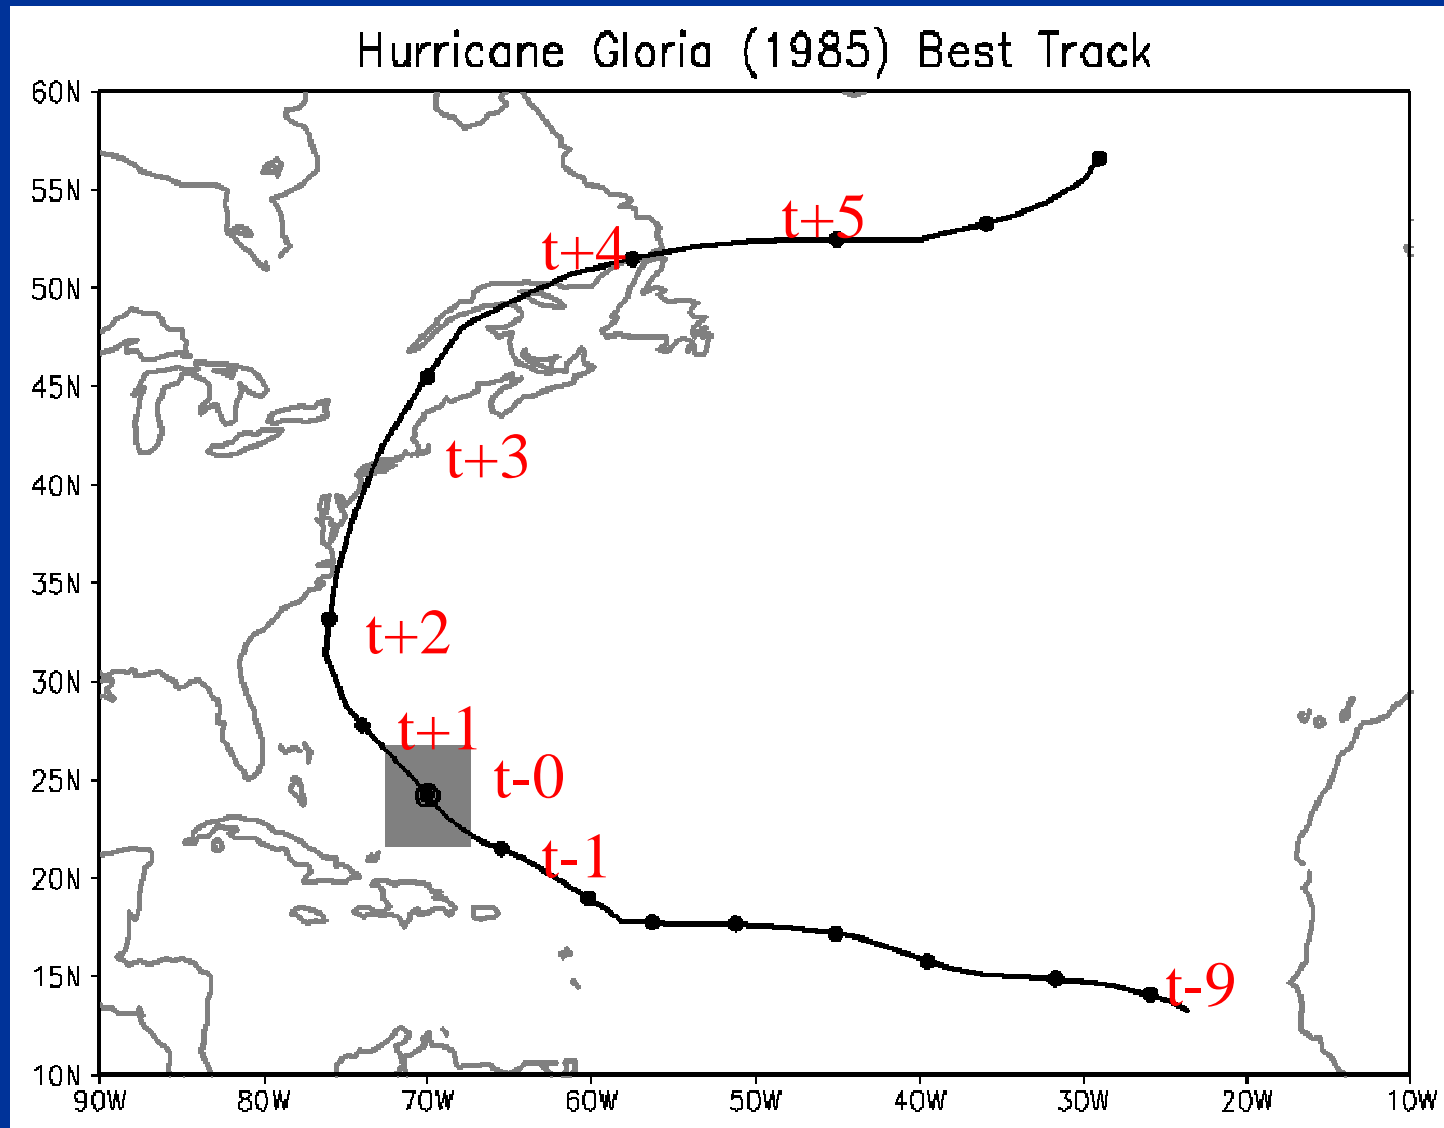 Hurricane Gloria (1985) Best Track
60N
55N
t+5
t+4
50N
45N
t+3
40N
35N
t+2
30N
t+1
t-0
25N
t-1
20N
15N
t-9
10N
90W 80W 70W 60W 50W 40W 30W 20W 10W